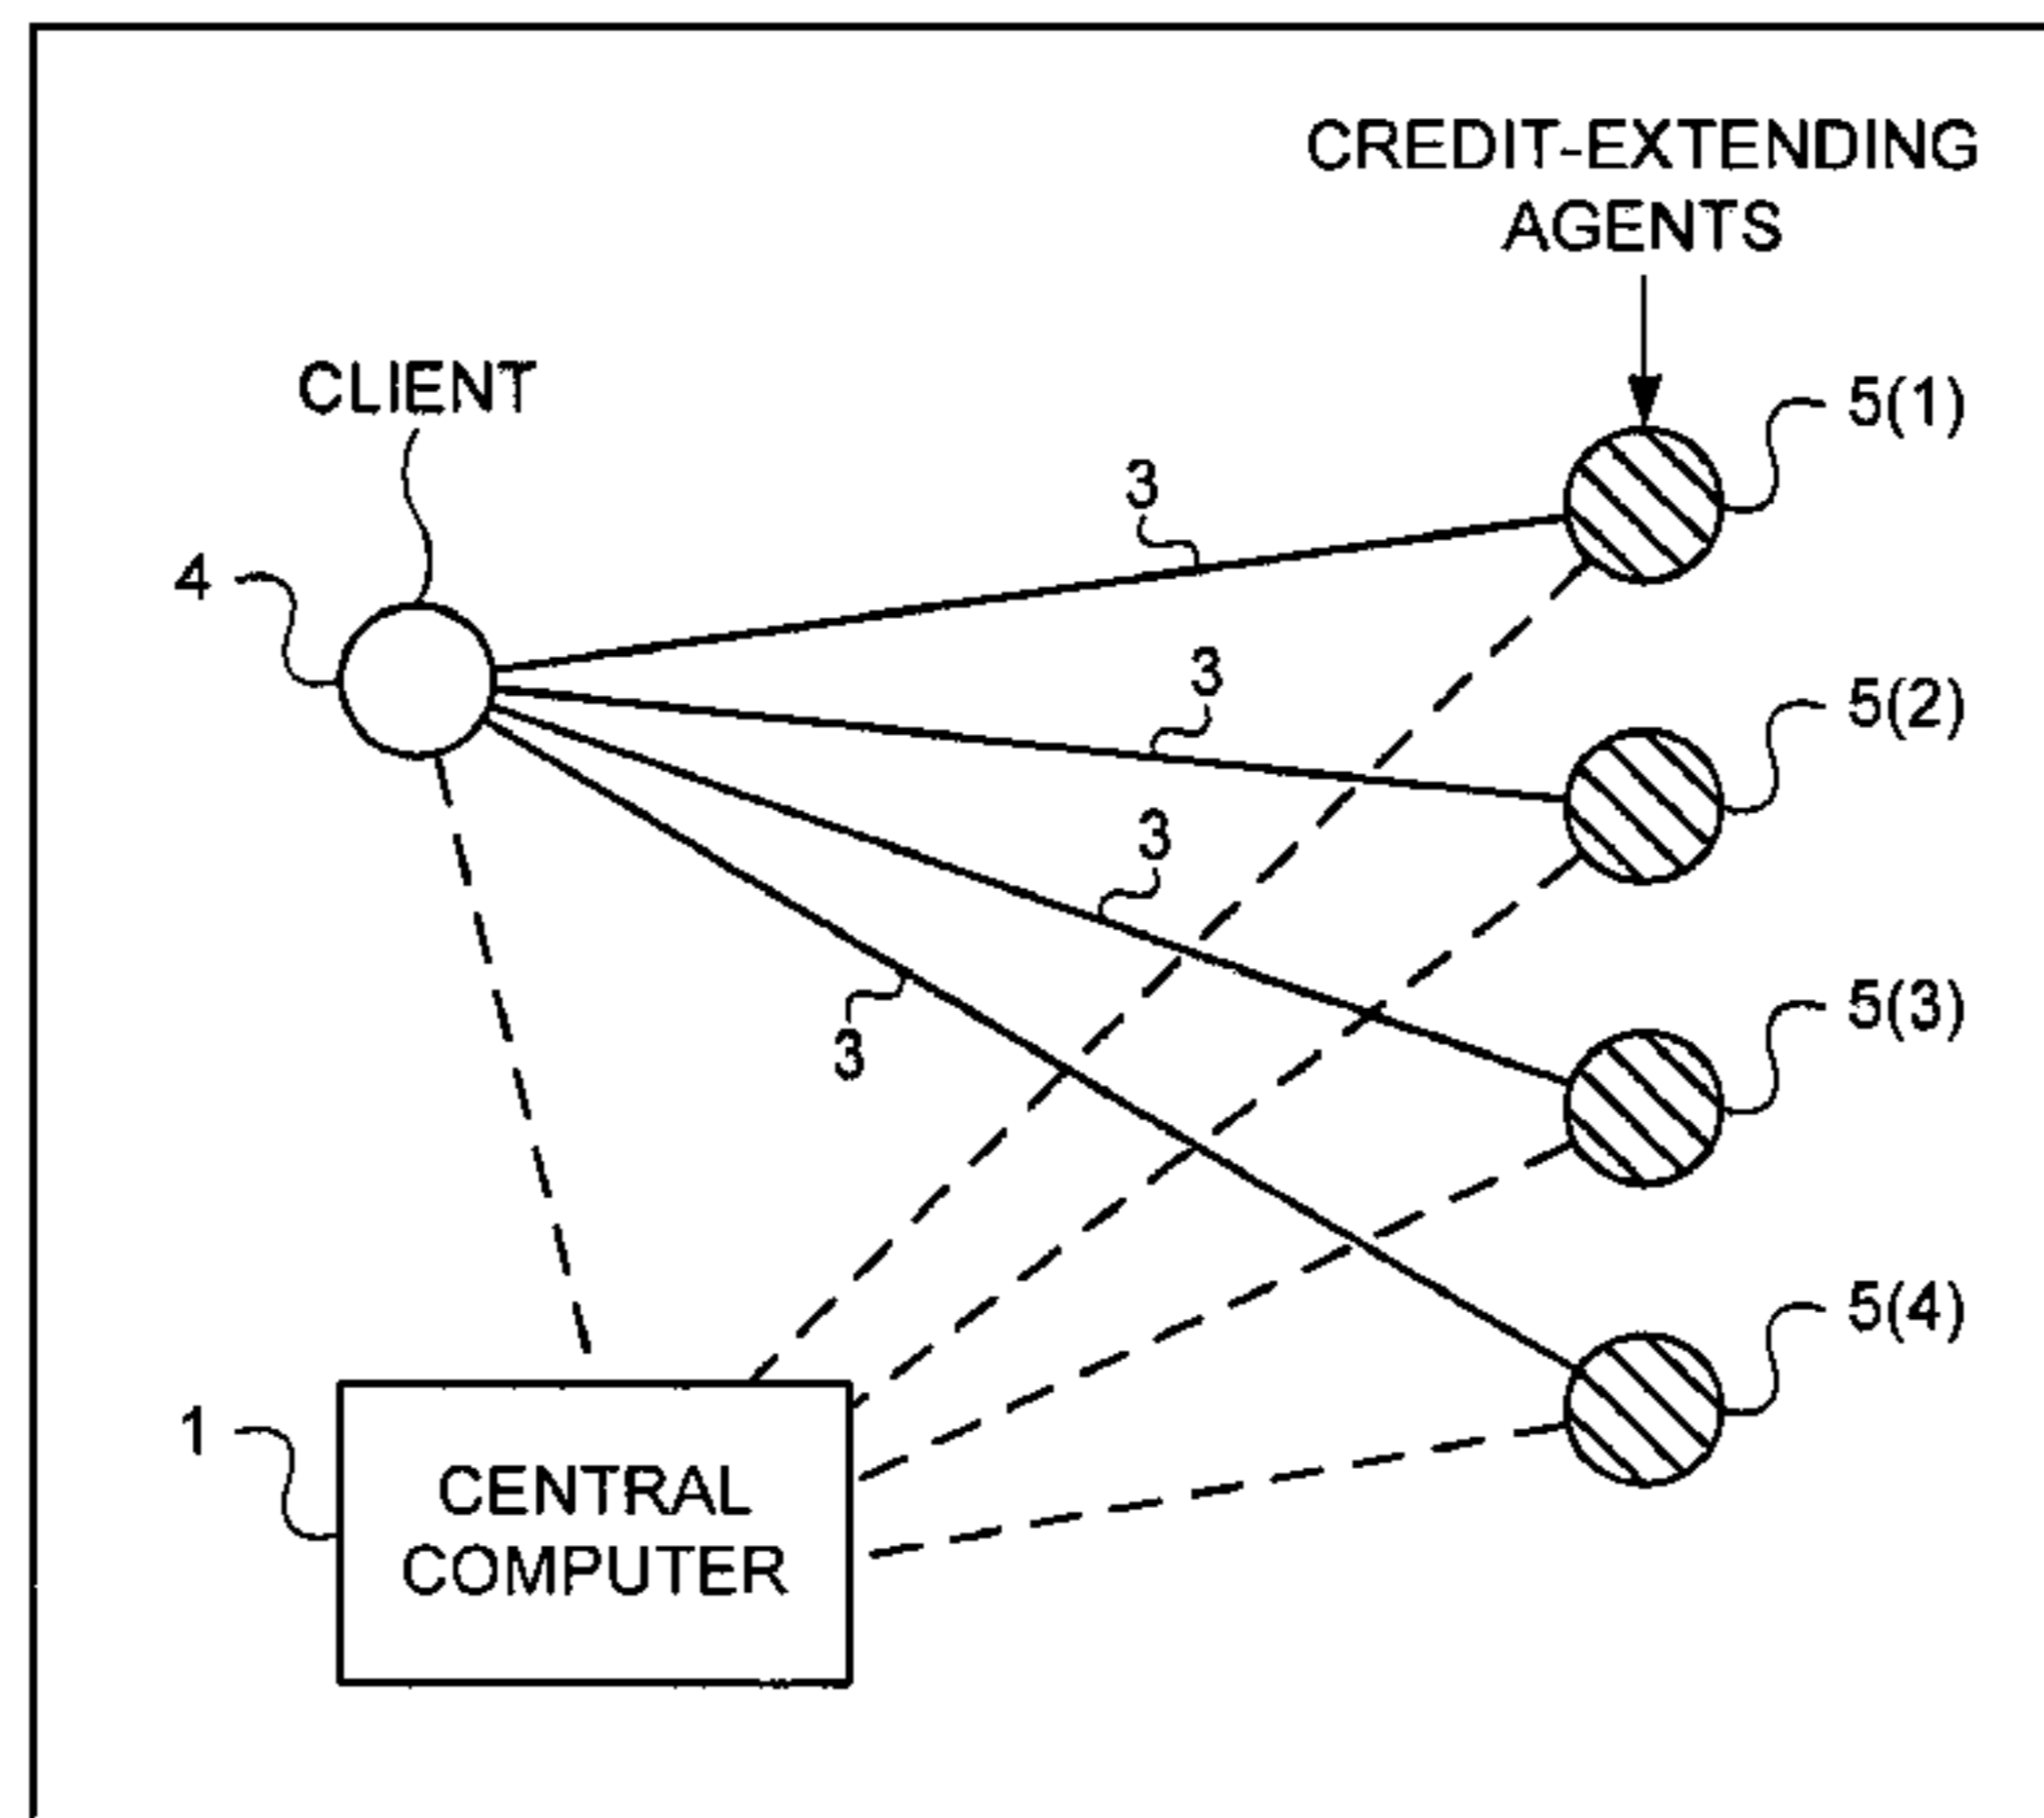 CREDIT-EXTENDING
AGENTS
CLIENT
5(1)
3
4
3
5(2)
3
5(3)
3
5(4)
1
CENTRAL
COMPUTER